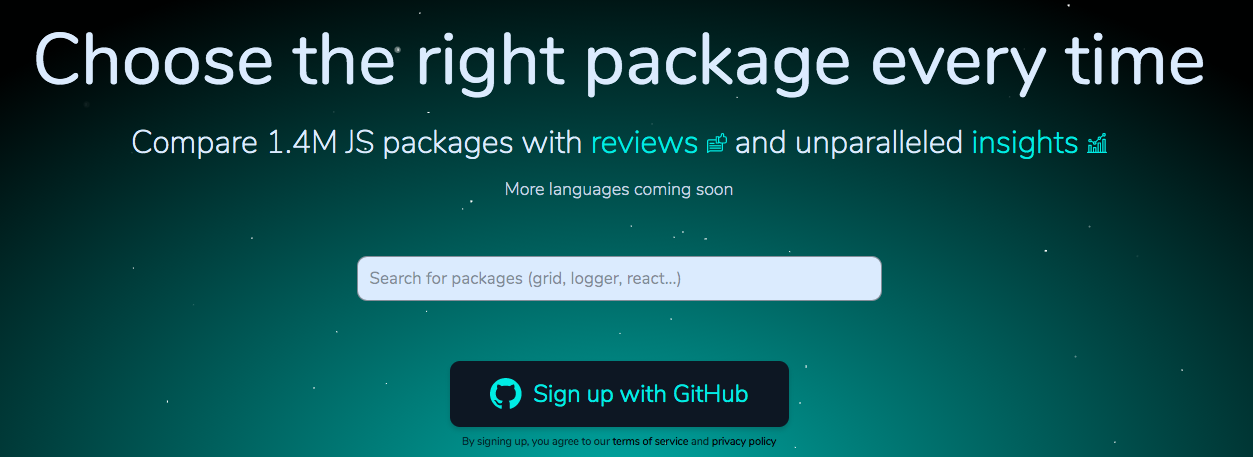 Choose the right package every time
Compare 1.4M JS packages with reviews and unparalleled insights
More languages coming soon
Search for packages (grid, logger, react...)
Sign up with GitHub
By signing up, you agree to our terms of service and privacy policy